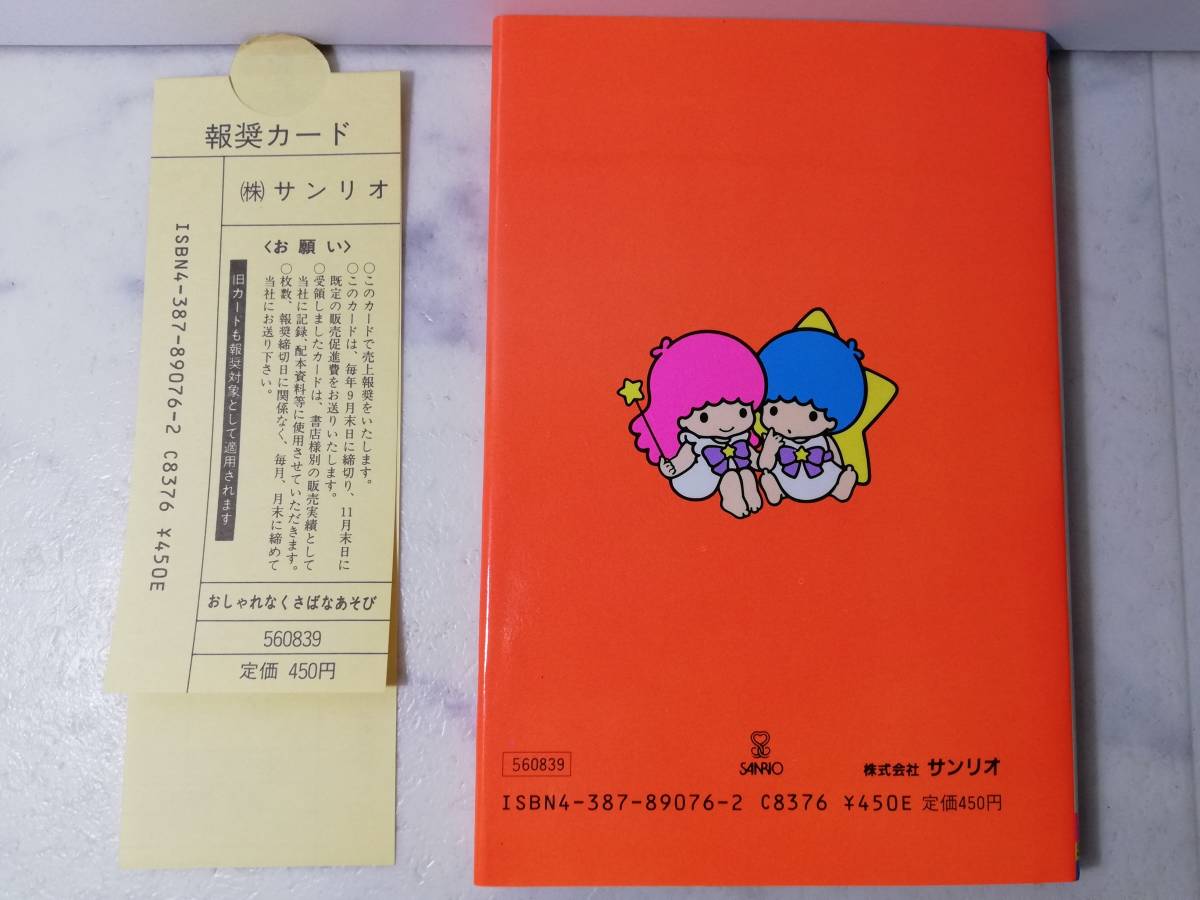 報奨カード
㈱サンリオ
〈お願い〉
○このカードで売上報奨をいたします。
○このカードは、毎年9月末日に締切り、11月末日に
既定の販売促進費をお送りいたします。
○受領しましたカードは、書店様別の販売実績として
当社に記録、配本資料等に使用させていただきます。
○枚数、報奨締切日に関係なく、毎月、月末に締めて
当社にお送り下さい。
旧カードも報奨対象として適用されます
ISBN4-387-89076-2 C8376 ¥450E
おしゃれなくさばなあそび
560839
定価 450円
560839
SANRIO
株式会社 サンリオ
ISBN4-387-89076-2 C8376 ¥450E 定価450円